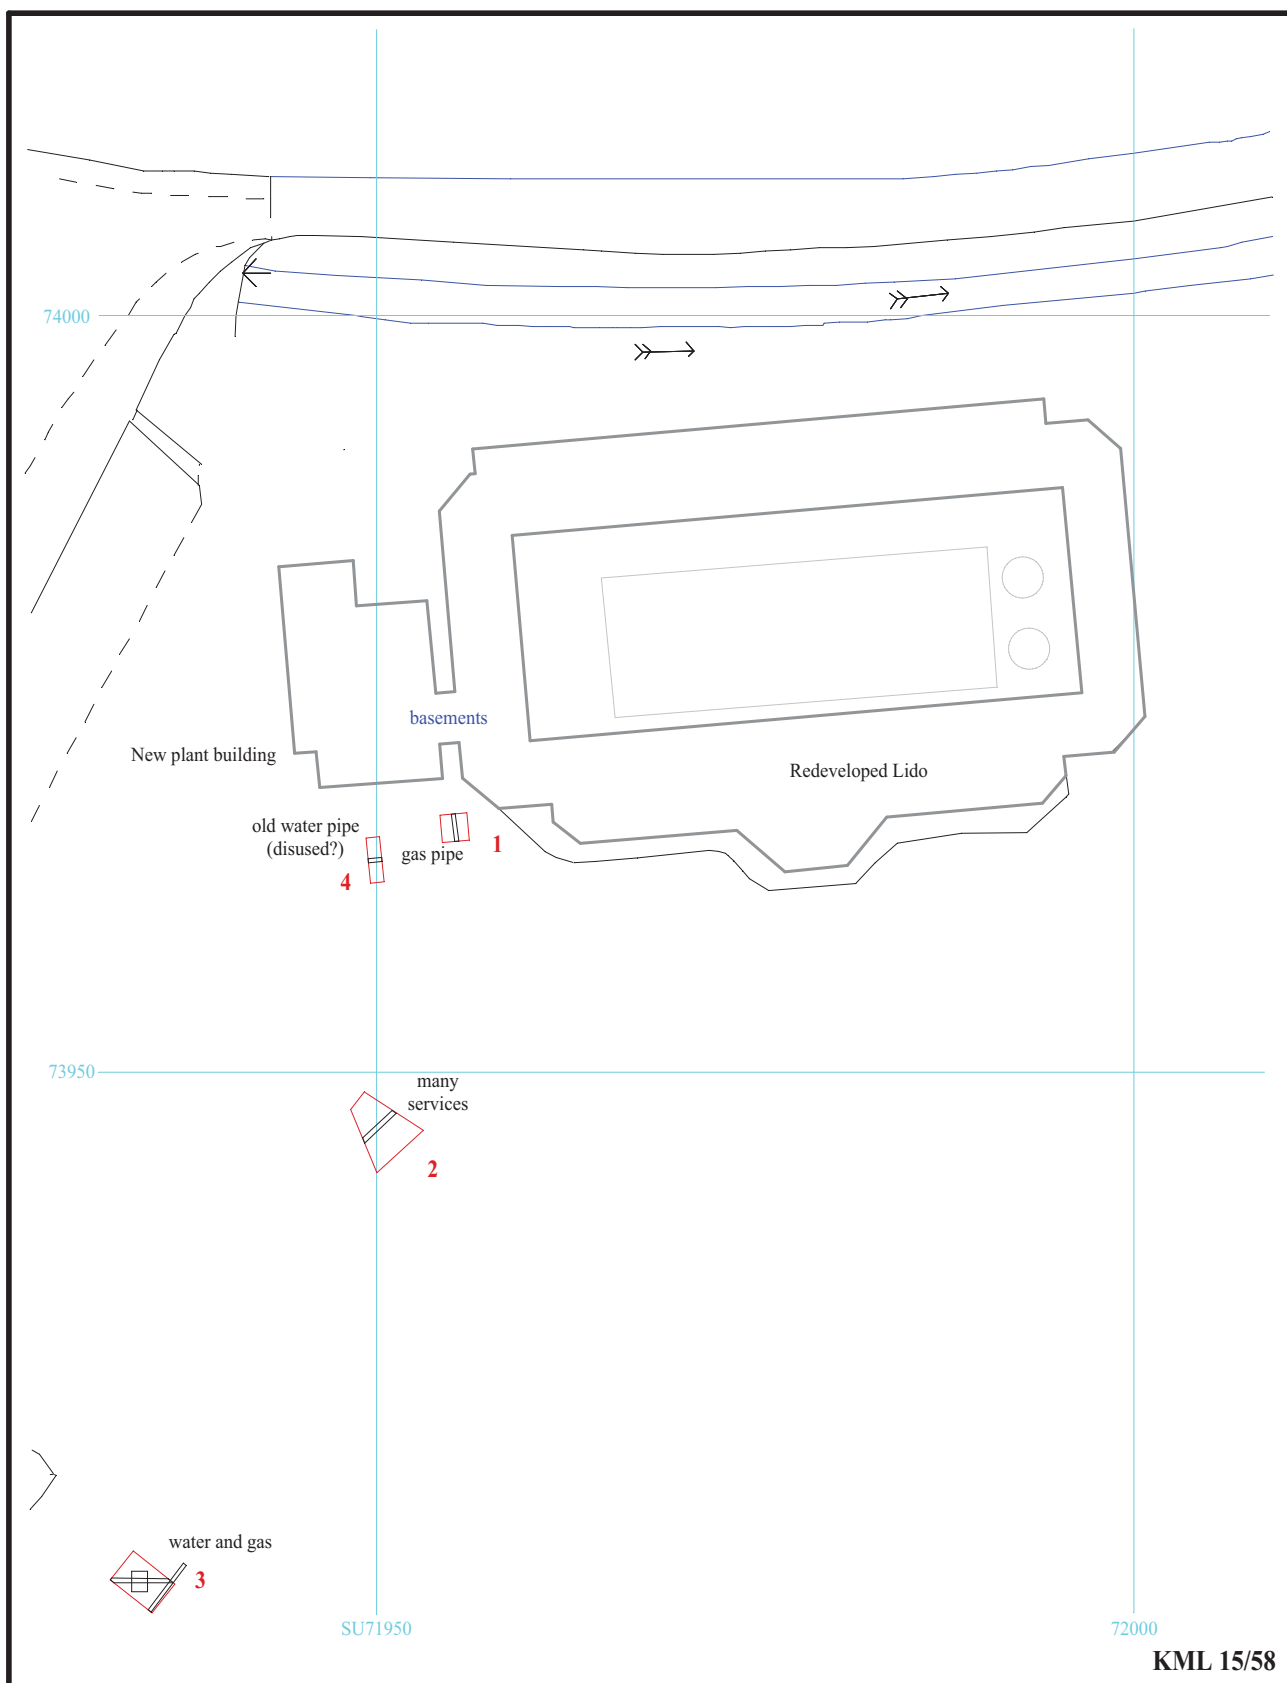 74000
basements
New plant building
Redeveloped Lido
old water pipe
(disused?)
gas pipe
1
4
73950
many
services
2
water and gas
3
SU71950
72000
KML 15/58